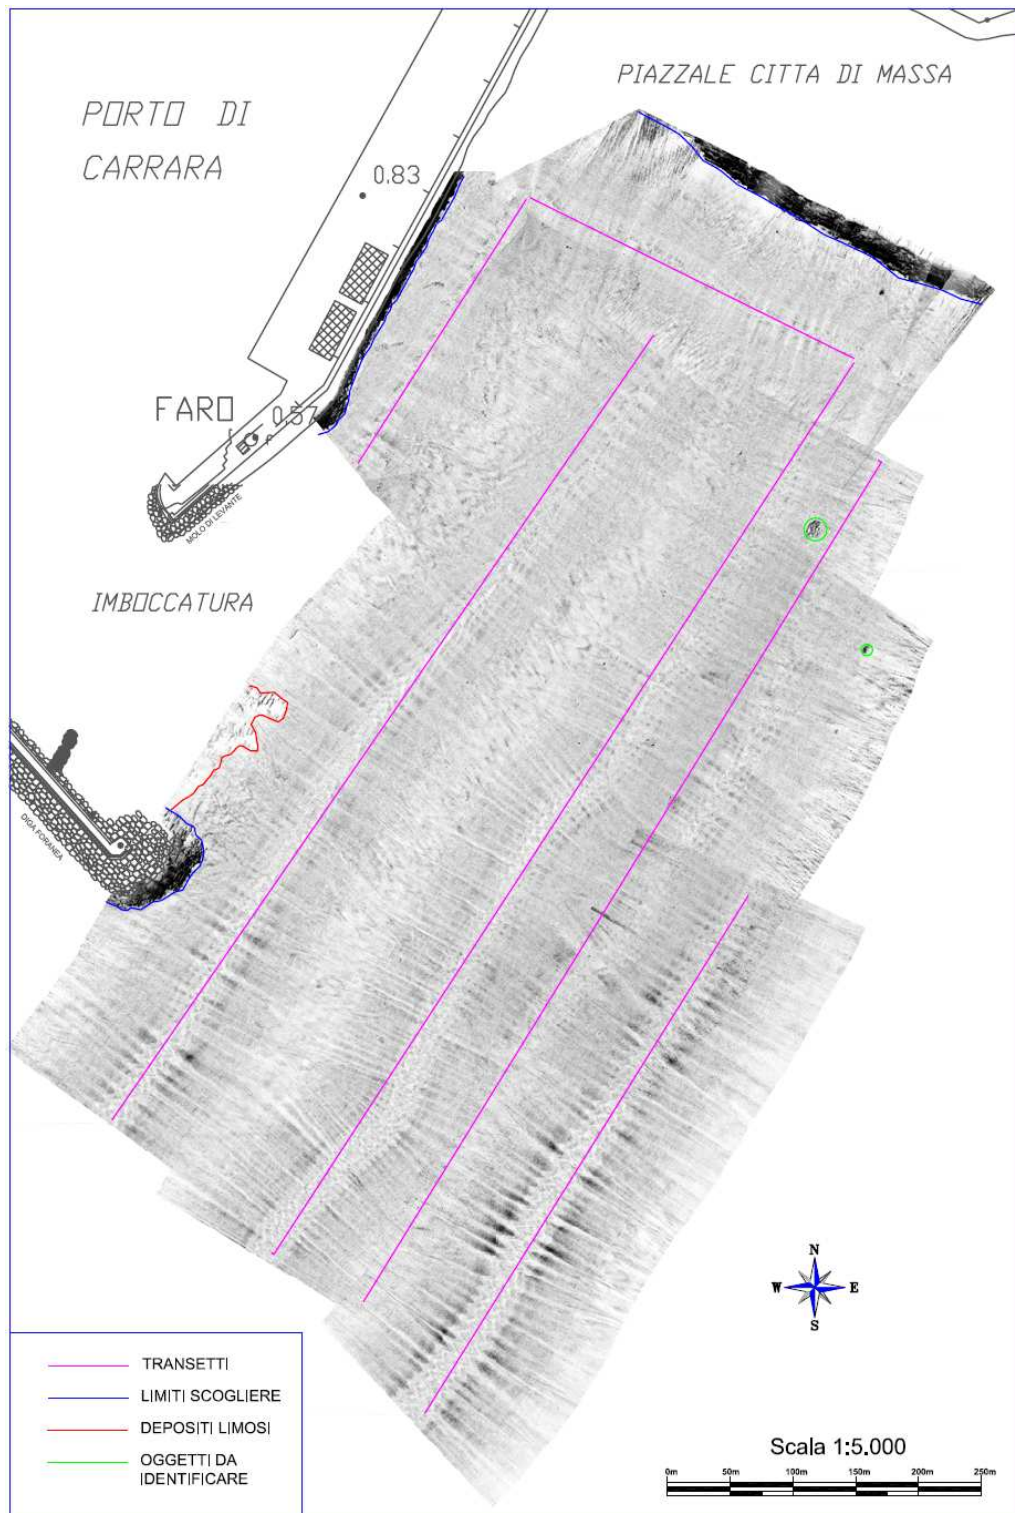 PIAZZALE CITTA DI MASSA
PORTO DI
CARRARA
0.83
FARO
0.57
MOLO DI LEVANTE
IMBOCCATURA
DIGA FORANEA
N
W
E
S
TRANSETTI
LIMITI SCOGLIERE
DEPOSITI LIMOSI
OGGETTI DA
IDENTIFICARE
Scala 1:5.000
0m 50m 100m 150m 200m 250m